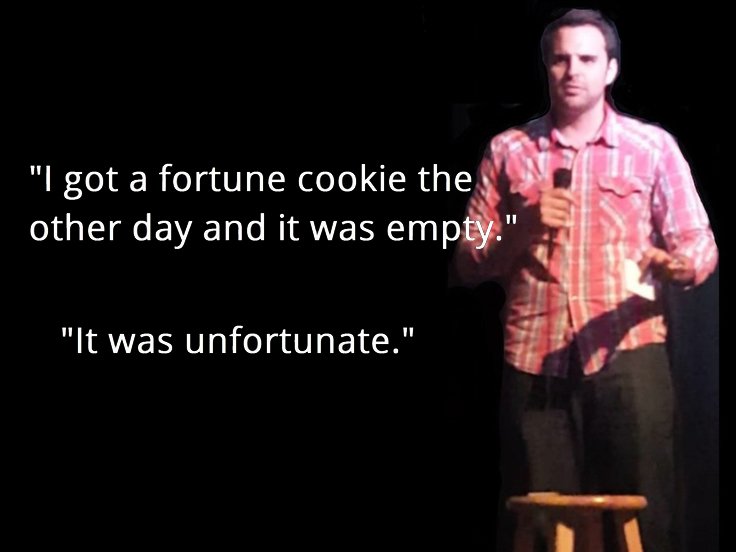 "I got a fortune cookie the
other day and it was empty."
"It was unfortunate."